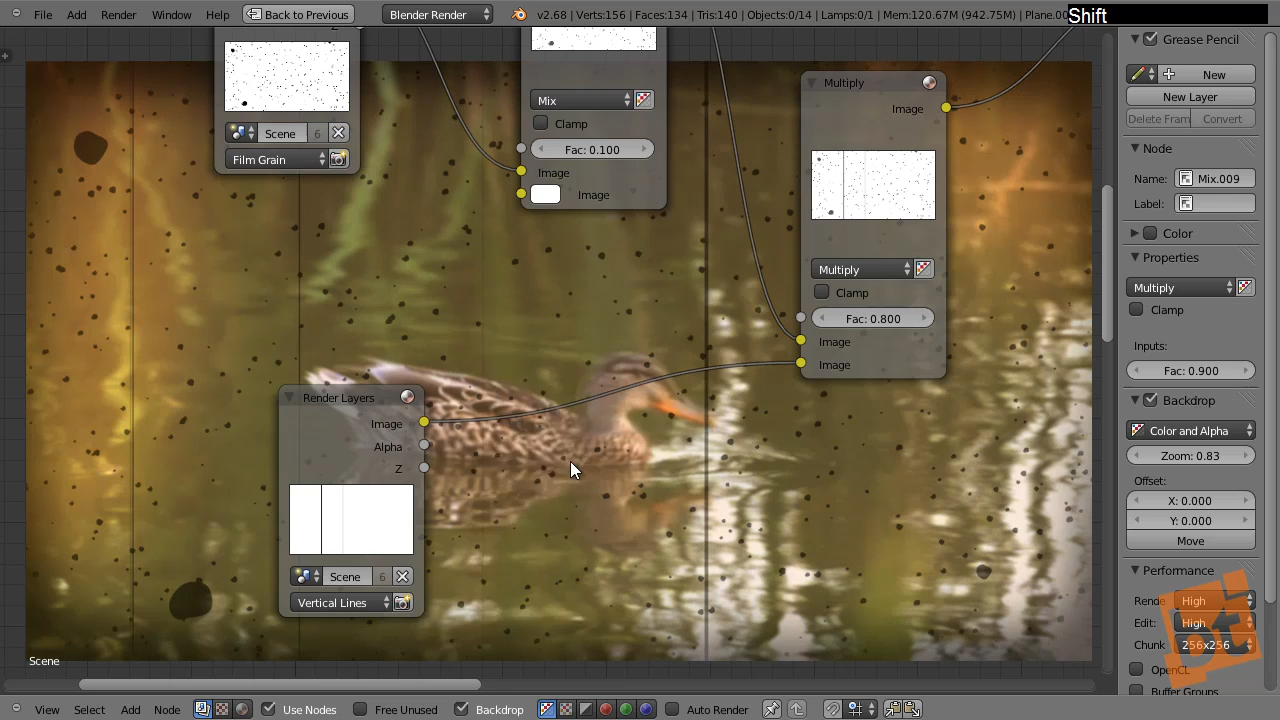 File Add Render Window Help Back to Previous Blender Render v2.68 | Verts:156 | Faces:134 | Tris:140 | Objects:0/14 | Lamps:0/1 | Mem:120.67M (942.75M) | Plane.00
Shift
Grease Pencil
New
New Layer
Delete Fram Convert
Node
Name: Mix.009
Label:
Color
Properties
Multiply
Clamp
Inputs:
Fac: 0.900
Backdrop
Color and Alpha
Zoom: 0.83
Offset:
X: 0.000
Y: 0.000
Move
Performance
Rende High
Edit: High
Chunk 256x256
OpenCL
Buffer Groups
Z
Scene 6
Film Grain
Mix
Clamp
Fac: 0.100
Image
Image
Multiply
Image
Multiply
Clamp
Fac: 0.800
Image
Image
Render Layers
Image
Alpha
Z
Scene 6
Vertical Lines
Scene
View Select Add Node Use Nodes Free Unused Backdrop Auto Render